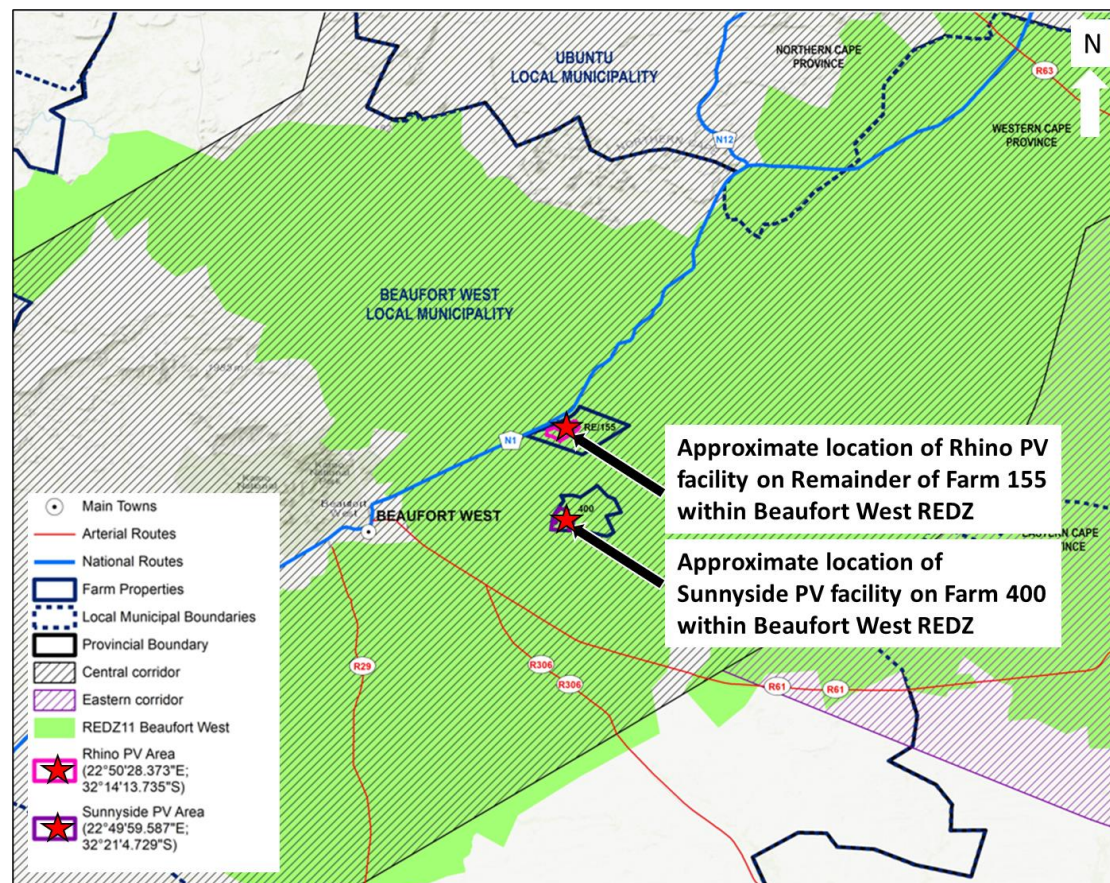 UBUNTU
LOCAL MUNICIPALITY
NORTHERN CAPE
PROVINCE
N
R63
WESTERN CAPE
PROVINCE
N12
BEAUFORT WEST
LOCAL MUNICIPALITY
RE/155
N1
Approximate location of Rhino PV
facility on Remainder of Farm 155
within Beaufort West REDZ
400
Beaufort
West
BEAUFORT WEST
Approximate location of
Sunnyside PV facility on Farm 400
within Beaufort West REDZ
R29
R306
R306
R61
R61
Main Towns
Arterial Routes
National Routes
Farm Properties
Local Municipal Boundaries
Provincial Boundary
Central corridor
Eastern corridor
REDZ11 Beaufort West
Rhino PV Area
(22°50'28.373"E;
32°14'13.735"S)
Sunnyside PV Area
(22°49'59.587"E;
32°21'4.729"S)